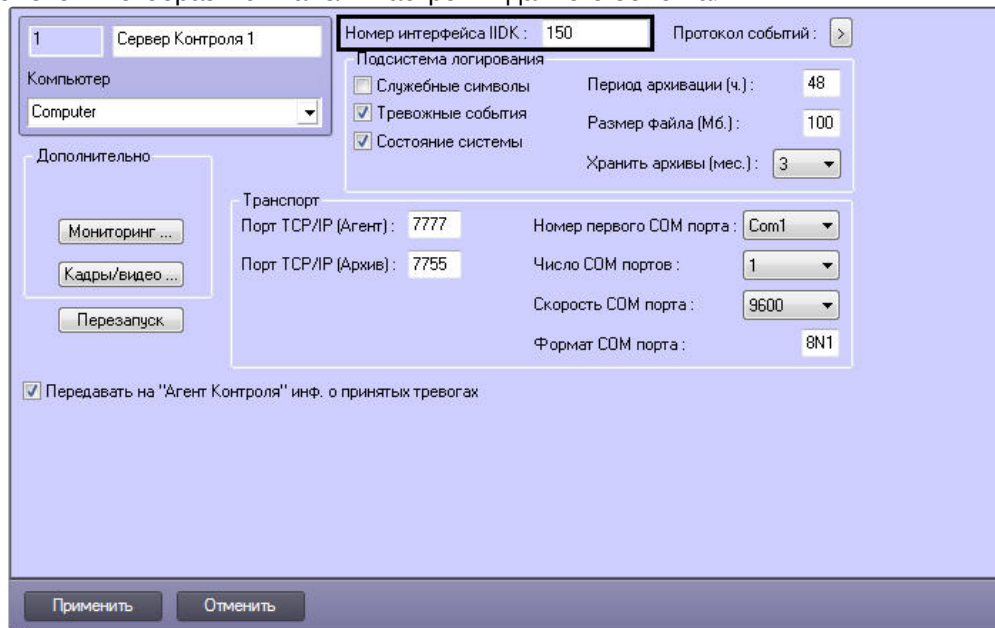 1 Сервер Контроля 1
Компьютер
Computer
Номер интерфейса IIDK : 150
Протокол событий : >
Подсистема логирования
Служебные символы
Тревожные события
Состояние системы
Период архивации (ч.) : 48
Размер файла (Мб.) : 100
Хранить архивы (мес.) : 3
Дополнительно
Мониторинг ...
Кадры/видео ...
Перезапуск
Транспорт
Порт TCP/IP (Агент) : 7777
Порт TCP/IP (Архив) : 7755
Номер первого COM порта : Com1
Число COM портов : 1
Скорость COM порта : 9600
Формат COM порта : 8N1
Передавать на "Агент Контроля" инф. о принятых тревогах
Применить
Отменить